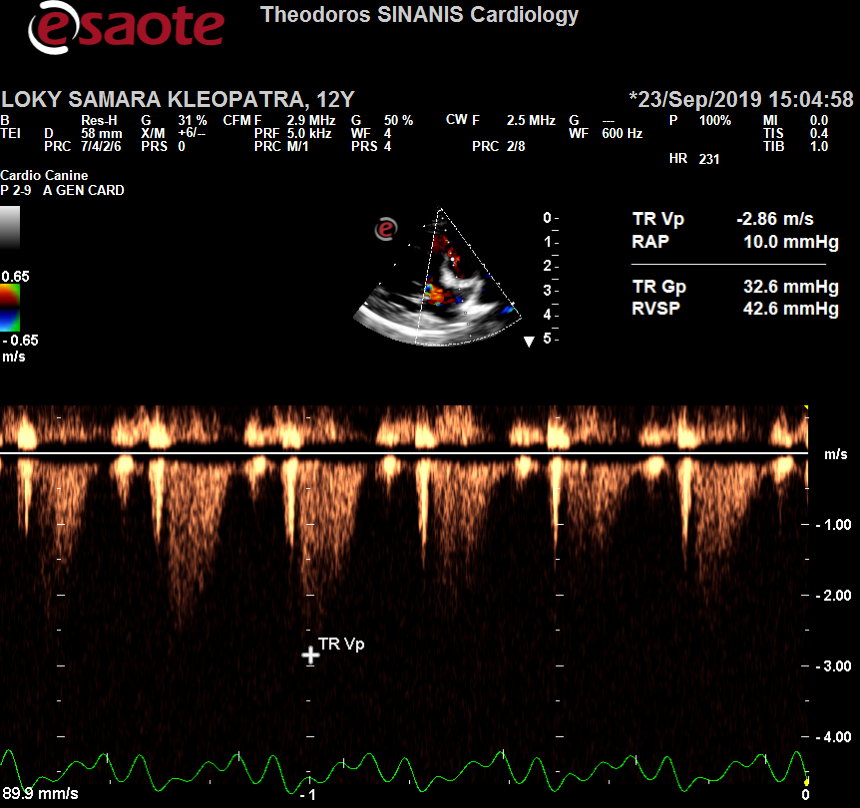 esaote
Theodoros SINANIS Cardiology
LOKY SAMARA KLEOPATRA, 12Y *23/Sep/2019 15:04:58
B Res-H G 31 % CFM F 2.9 MHz G 50 % CW F 2.5 MHz G --- P 100% MI 0.0
TEI D 58 mm X/M +6/-- PRF 5.0 kHz WF 4 WF 600 Hz TIS 0.4
PRC 7/4/2/6 PRS 0 PRC M/1 PRS 4 PRC 2/8 TIB 1.0
HR 231
Cardio Canine
P 2-9 A GEN CARD
e
0
1
2
3
4
5
TR Vp -2.86 m/s
RAP 10.0 mmHg
TR Gp 32.6 mmHg
RVSP 42.6 mmHg
0.65
- 0.65
m/s
m/s
- 1.00
- 2.00
TR Vp
- 3.00
- 4.00
89.9 mm/s - 1 0